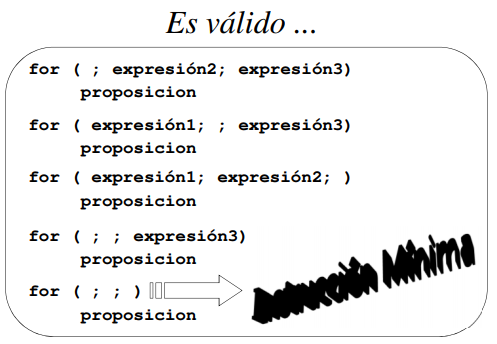 Es válido ...
for ( ; expresión2; expresión3)
proposicion
for ( expresión1; ; expresión3)
proposicion
for ( expresión1; expresión2; )
proposicion
for ( ; ; expresión3)
proposicion
for ( ; ; )
Mínima
proposicion